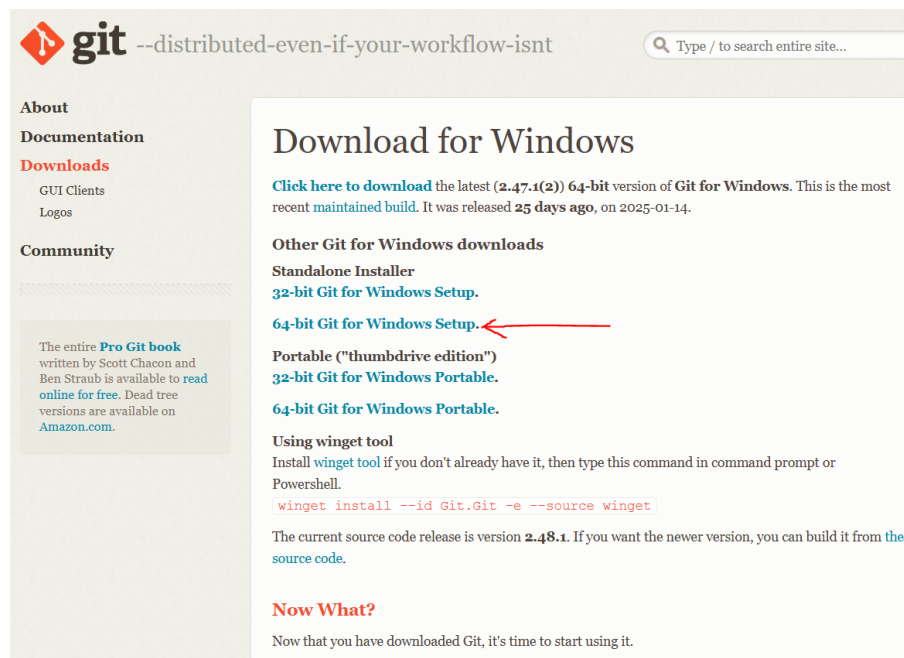 git --distributed-even-if-your-workflow-isnt
Type / to search entire site...
About
Documentation
Downloads
GUI Clients
Logos
Community
The entire Pro Git book
written by Scott Chacon and
Ben Straub is available to read
online for free. Dead tree
versions are available on
Amazon.com.
Download for Windows
Click here to download the latest (2.47.1(2)) 64-bit version of Git for Windows. This is the most
recent maintained build. It was released 25 days ago, on 2025-01-14.
Other Git for Windows downloads
Standalone Installer
32-bit Git for Windows Setup.
64-bit Git for Windows Setup.
Portable ("thumbdrive edition")
32-bit Git for Windows Portable.
64-bit Git for Windows Portable.
Using winget tool
Install winget tool if you don't already have it, then type this command in command prompt or
Powershell.
winget install --id Git.Git -e --source winget
The current source code release is version 2.48.1. If you want the newer version, you can build it from the
source code.
Now What?
Now that you have downloaded Git, it's time to start using it.